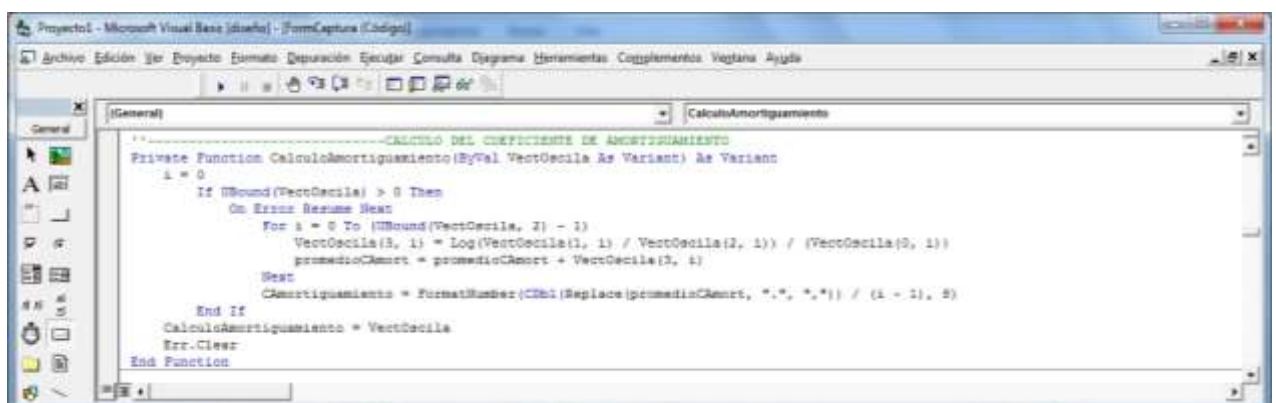 Proyecto1 - Microsoft Visual Basic [diseño] - [FormCaptura (Código)]
Archivo Edición Ver Proyecto Formato Depuración Ejecutar Consulta Diagrama Herramientas Complementos Ventana Ayuda
(General) CalculoAmortiguamiento
General
''------------------------------CALCULO DEL COEFICIENTE DE AMORTIGUAMIENTO
Private Function CalculoAmortiguamiento(ByVal VectOscila As Variant) As Variant
i = 0
If UBound(VectOscila) > 0 Then
On Error Resume Next
For i = 0 To (UBound(VectOscila, 2) - 1)
VectOscila(3, i) = Log(VectOscila(1, i) / VectOscila(2, i)) / (VectOscila(0, i))
promedioCAmort = promedioCAmort + VectOscila(3, i)
Next
CAmortiguamiento = FormatNumber(CDbl(Replace(promedioCAmort, ".", ",")) / (i - 1), 8)
End If
CalculoAmortiguamiento = VectOscila
Err.Clear
End Function